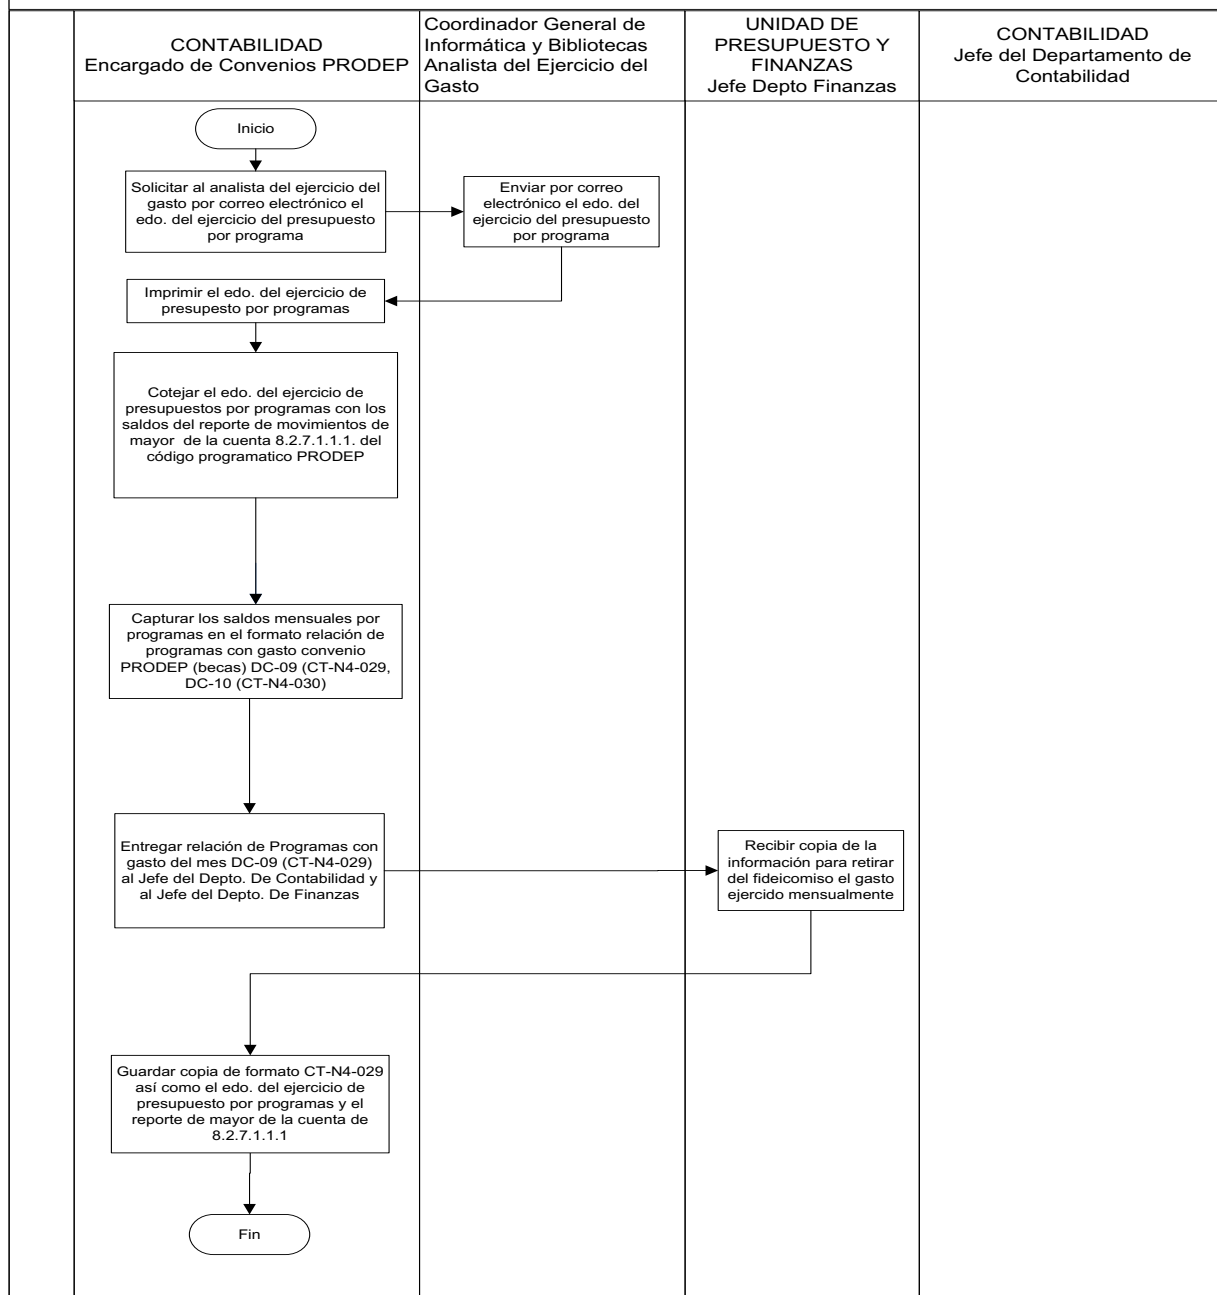 CONTABILIDAD
Encargado de Convenios PRODEP
Coordinador General de
Informática y Bibliotecas
Analista del Ejercicio del
Gasto
UNIDAD DE
PRESUPUESTO Y
FINANZAS
Jefe Depto Finanzas
CONTABILIDAD
Jefe del Departamento de
Contabilidad
Inicio
Solicitar al analista del ejercicio del
gasto por correo electrónico el
edo. del ejercicio del presupuesto
por programa
Enviar por correo
electrónico el edo. del
ejercicio del presupuesto
por programa
Imprimir el edo. del ejercicio de
presupesto por programas
Cotejar el edo. del ejercicio de
presupuestos por programas con los
saldos del reporte de movimientos de
mayor de la cuenta 8.2.7.1.1.1. del
código programatico PRODEP
Capturar los saldos mensuales por
programas en el formato relación de
programas con gasto convenio
PRODEP (becas) DC-09 (CT-N4-029,
DC-10 (CT-N4-030)
Entregar relación de Programas con
gasto del mes DC-09 (CT-N4-029)
al Jefe del Depto. De Contabilidad y
al Jefe del Depto. De Finanzas
Recibir copia de la
información para retirar
del fideicomiso el gasto
ejercido mensualmente
Guardar copia de formato CT-N4-029
así como el edo. del ejercicio de
presupuesto por programas y el
reporte de mayor de la cuenta de
8.2.7.1.1.1
Fin